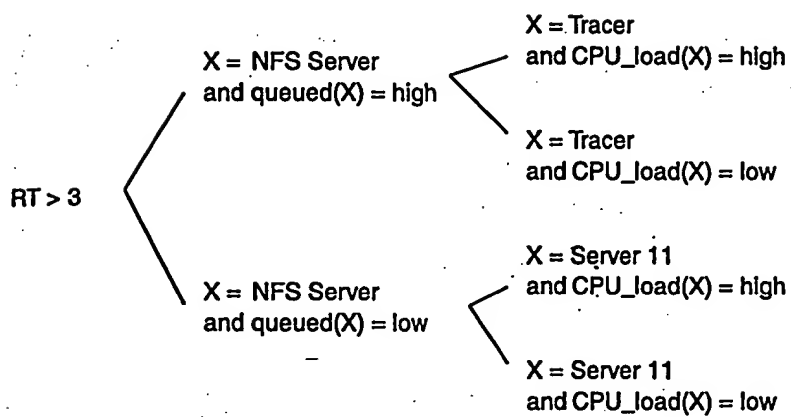 X = Tracer
and CPU_load(X) = high
X = NFS Server
and queued(X) = high
X = Tracer
and CPU_load(X) = low
RT > 3
X = Server 11
and CPU_load(X) = high
X = NFS Server
and queued(X) = low
X = Server 11
and CPU_load(X) = low